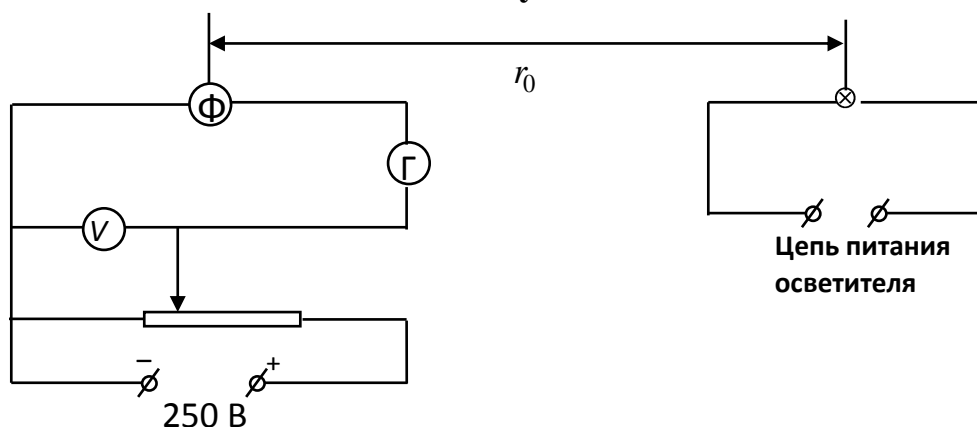 r₀
Ф
Г
V
Цепь питания
осветителя
− +
250 В